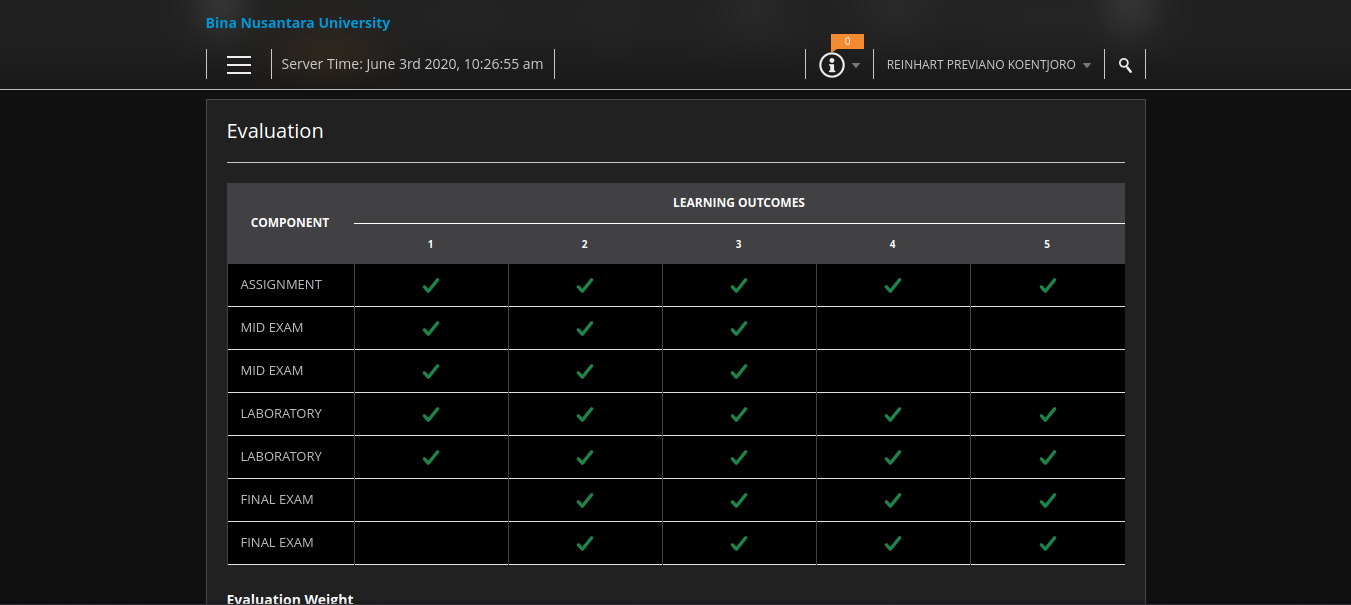 Bina Nusantara University
Server Time: June 3rd 2020, 10:26:55 am
0
REINHART PREVIANO KOENTJORO
Evaluation
COMPONENT
LEARNING OUTCOMES
1 2 3 4 5
ASSIGNMENT
MID EXAM
MID EXAM
LABORATORY
LABORATORY
FINAL EXAM
FINAL EXAM
Evaluation Weight